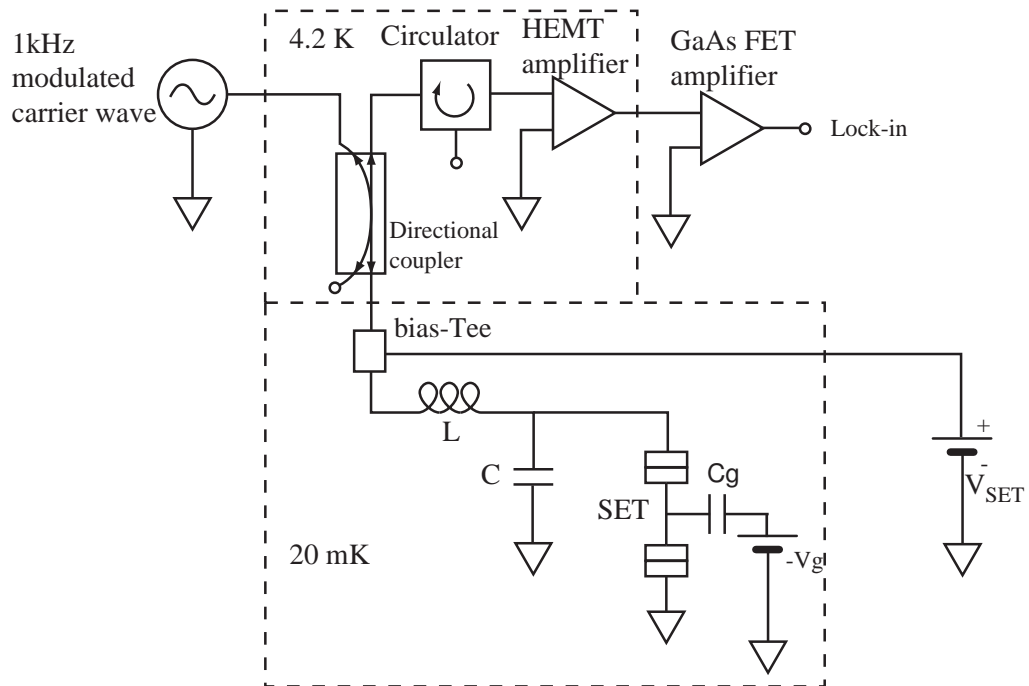 1kHz
modulated
carrier wave
4.2 K
Circulator
HEMT
amplifier
GaAs FET
amplifier
Lock-in
Directional
coupler
bias-Tee
L
C
SET
Cg
-Vg
+
-
VSET
20 mK